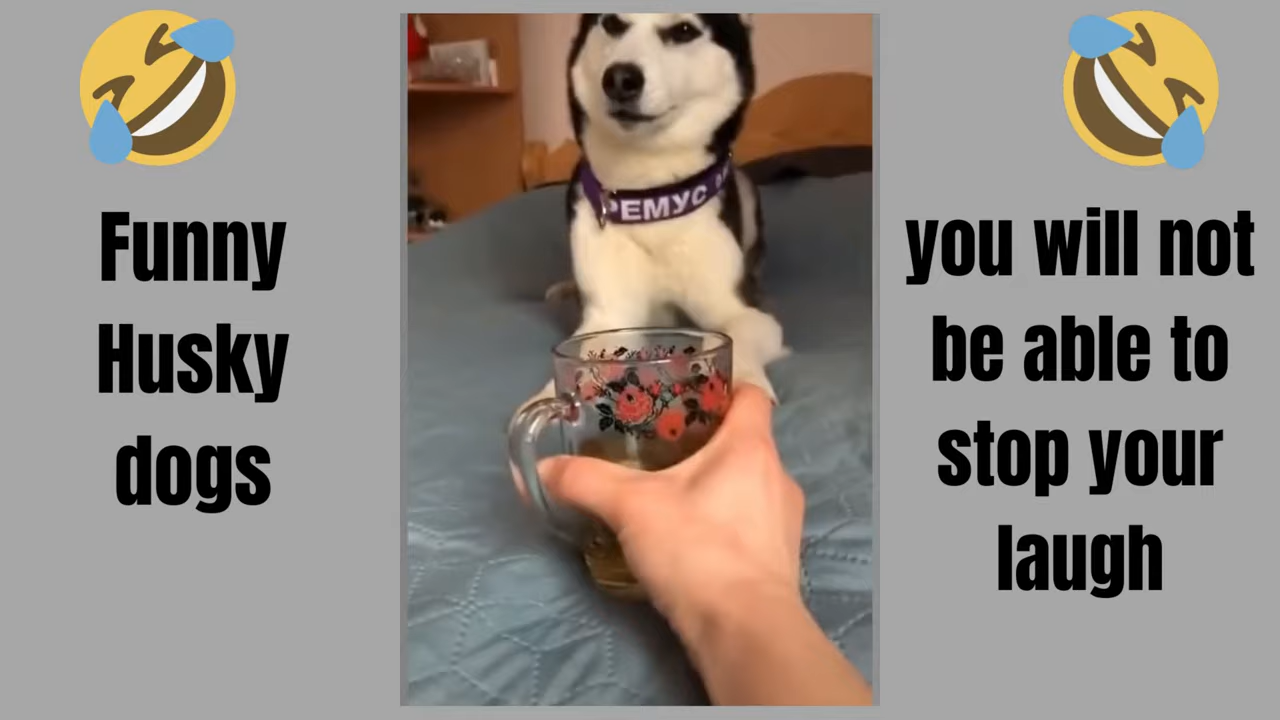 Funny
Husky
dogs
РЕМУС
you will not
be able to
stop your
laugh